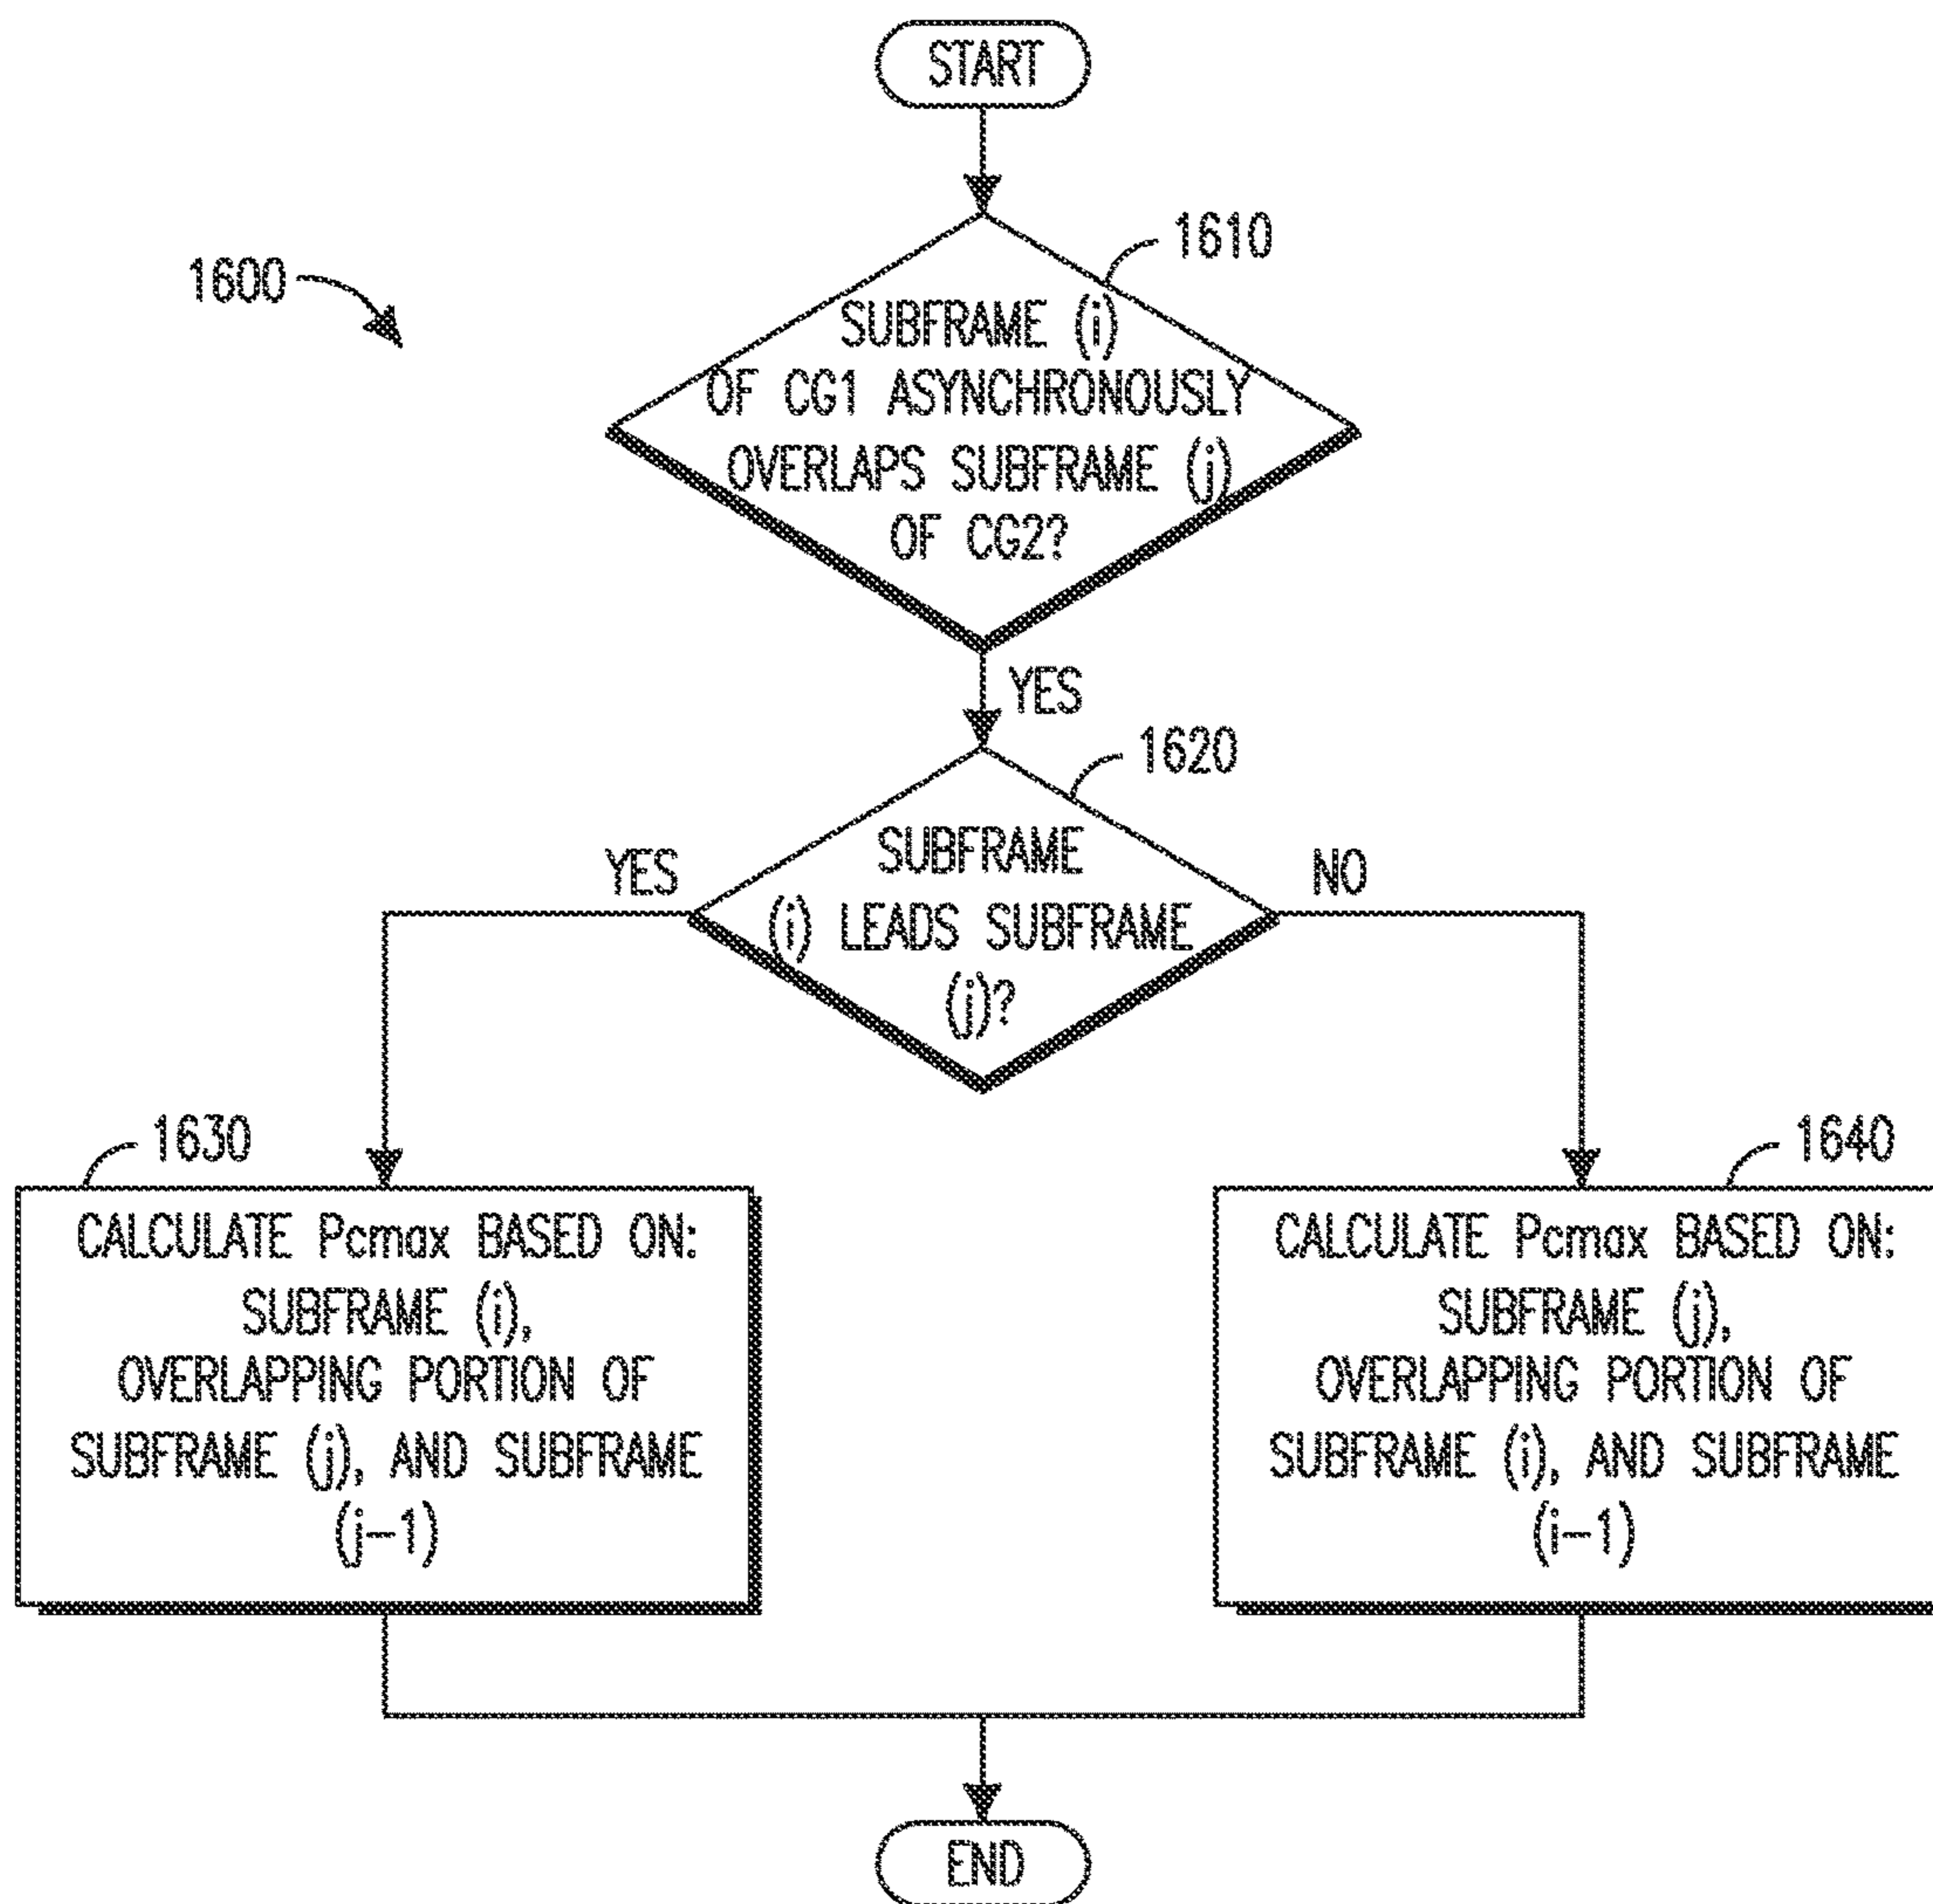 START
1600
1610
SUBFRAME (i)
OF CG1 ASYNCHRONOUSLY
OVERLAPS SUBFRAME (j)
OF CG2?
YES
1620
SUBFRAME
(i) LEADS SUBFRAME
(j)?
YES
NO
1630
CALCULATE Pcmax BASED ON:
SUBFRAME (i),
OVERLAPPING PORTION OF
SUBFRAME (j), AND SUBFRAME
(j-1)
1640
CALCULATE Pcmax BASED ON:
SUBFRAME (j),
OVERLAPPING PORTION OF
SUBFRAME (i), AND SUBFRAME
(i-1)
END